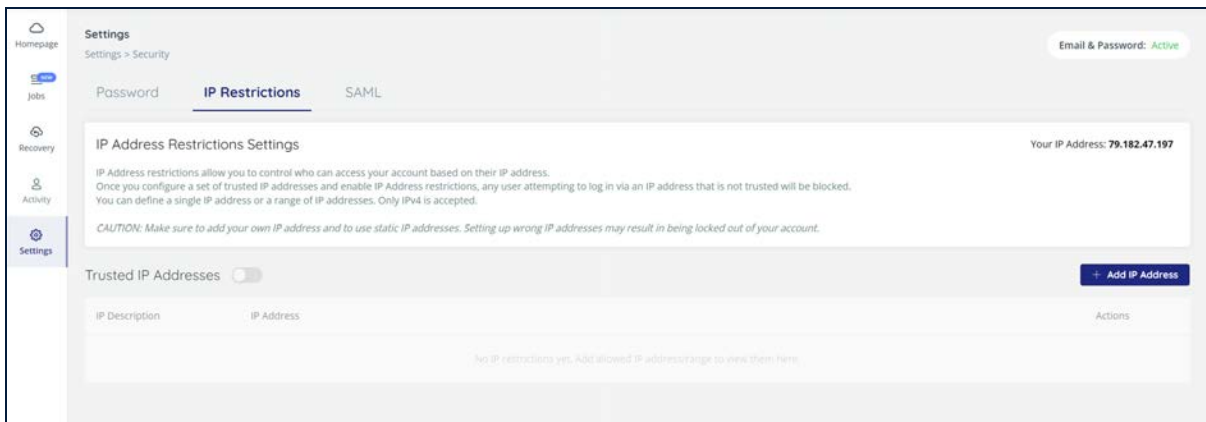 Homepage
NEW
Jobs
Recovery
Activity
Settings
Settings
Settings > Security
Email & Password: Active
Password
IP Restrictions
SAML
IP Address Restrictions Settings
Your IP Address: 79.182.47.197
IP Address restrictions allow you to control who can access your account based on their IP address.
Once you configure a set of trusted IP addresses and enable IP Address restrictions, any user attempting to log in via an IP address that is not trusted will be blocked.
You can define a single IP address or a range of IP addresses. Only IPv4 is accepted.
CAUTION: Make sure to add your own IP address and to use static IP addresses. Setting up wrong IP addresses may result in being locked out of your account.
Trusted IP Addresses
+ Add IP Address
IP Description
IP Address
Actions
No IP restrictions yet. Add allowed IP address/range to view them here.